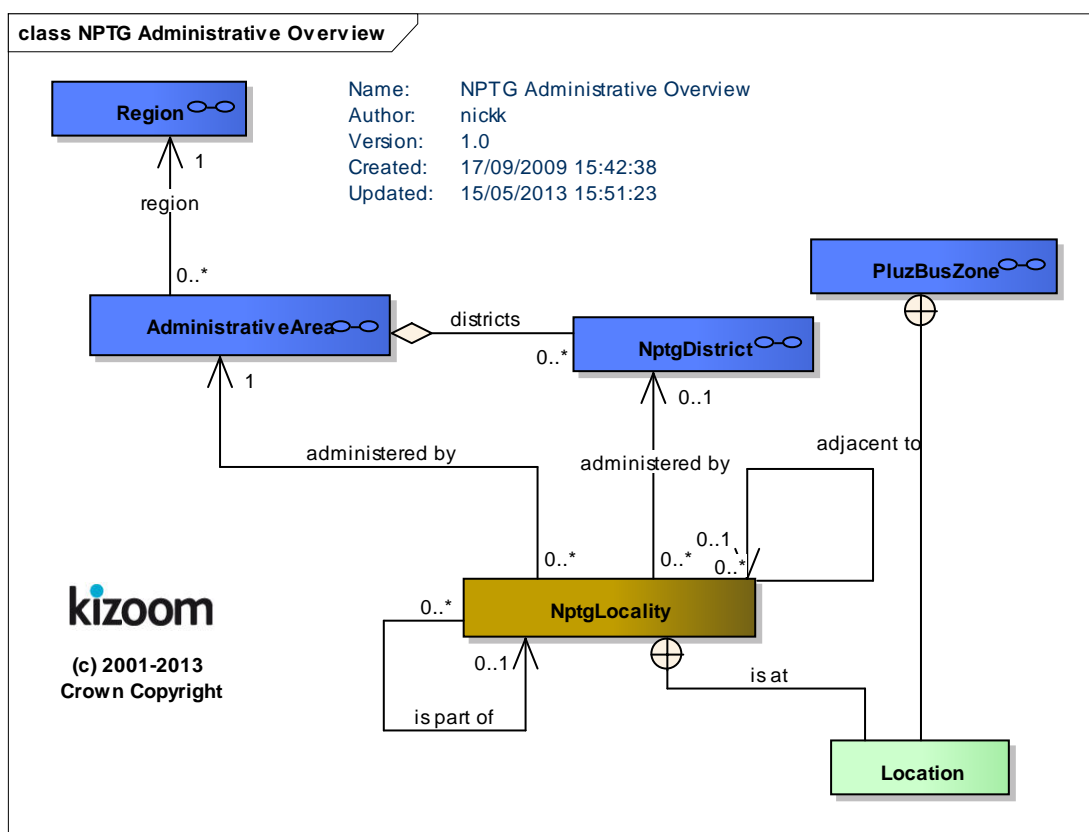 class NPTG Administrative Overview
Name: NPTG Administrative Overview
Author: nickk
Version: 1.0
Created: 17/09/2009 15:42:38
Updated: 15/05/2013 15:51:23
Region
1
region
0..*
PluzBusZone
AdministrativeArea
districts
0..*
NptgDistrict
1
0..1
administered by
administered by
adjacent to
0..1
0..*
0..*
0..*
NptgLocality
0..*
0..1
is part of
is at
Location
kizoom
(c) 2001-2013
Crown Copyright